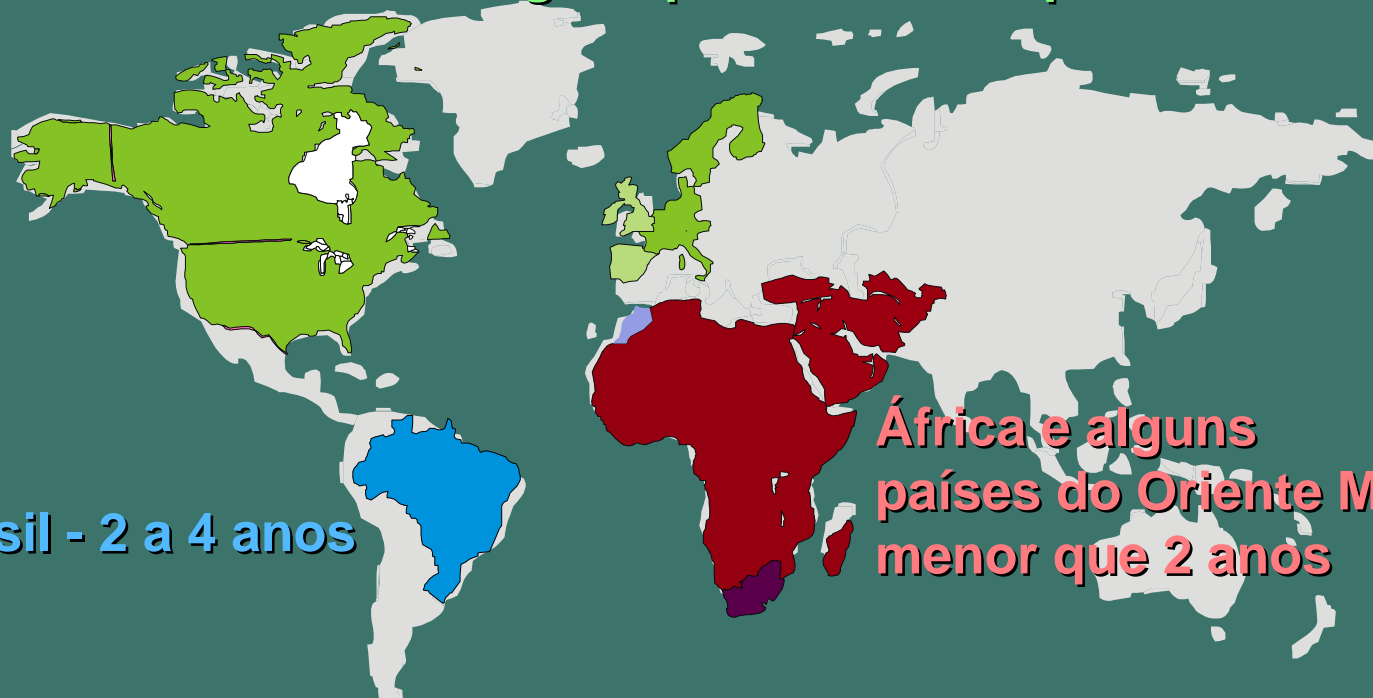 sil - 2 a 4 anos
África e alguns
países do Oriente M
menor que 2 anos